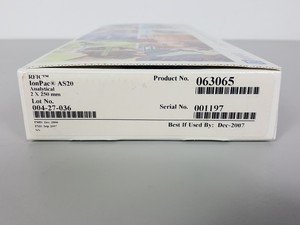 RFIC™
IonPac® AS20
Analytical
2 X 250 mm
Lot No.
004-27-036
Product No. 063065
Serial No. 001197
Best If Used By: Dec-2007